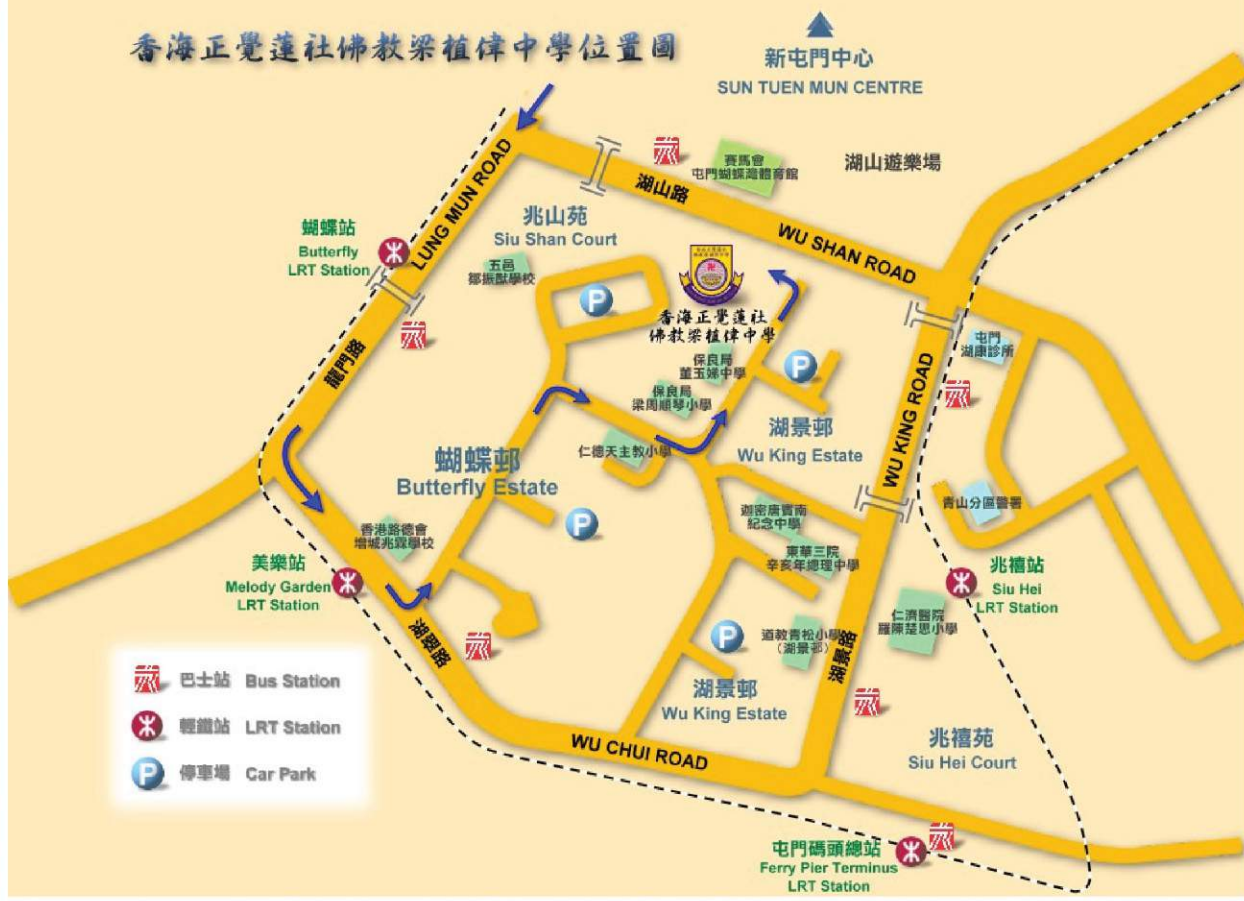 香海正覺蓮社佛教梁植偉中學位置圖
新屯門中心
SUN TUEN MUN CENTRE
賽馬會
屯門蝴蝶灣體育館
湖山遊樂場
湖山路
WU SHAN ROAD
LUNG MUN ROAD
龍門路
蝴蝶站
Butterfly
LRT Station
兆山苑
Siu Shan Court
五邑
鄒振猷學校
P
香海正覺蓮社
佛教梁植偉中學
保良局
董玉娣中學
保良局
梁周順琴小學
P
屯門
湖康診所
WU KING ROAD
湖景邨
Wu King Estate
仁德天主教小學
蝴蝶邨
Butterfly Estate
P
香港路德會
增城兆霖學校
迦密唐賓南
紀念中學
東華三院
辛亥年總理中學
青山分區警署
兆禧站
Siu Hei
LRT Station
美樂站
Melody Garden
LRT Station
湖翠路
仁濟醫院
羅陳楚思小學
道教青松小學
(湖景邨)
P
湖景路
湖景邨
Wu King Estate
巴士站 Bus Station
輕鐵站 LRT Station
P 停車場 Car Park
WU CHUI ROAD
兆禧苑
Siu Hei Court
屯門碼頭總站
Ferry Pier Terminus
LRT Station